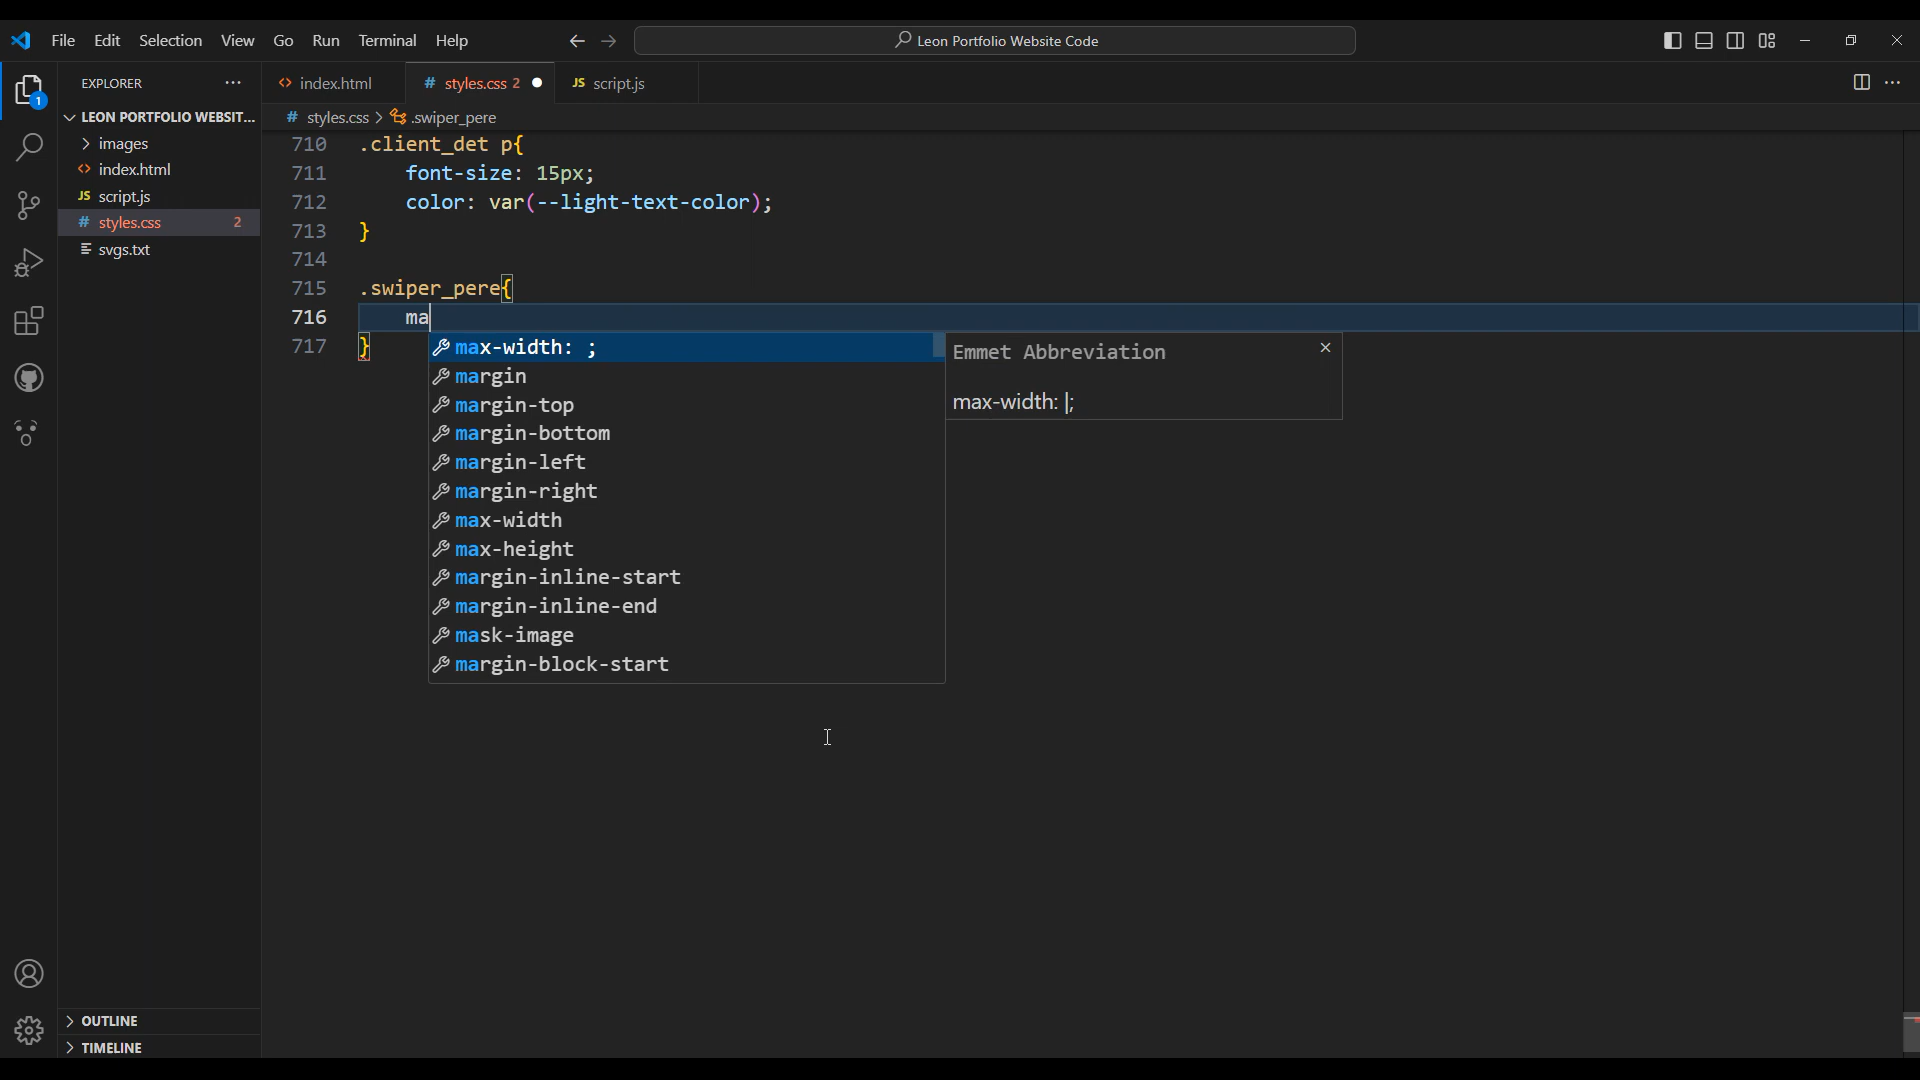 File Edit Selection View Go Run Terminal Help
Leon Portfolio Website Code
EXPLORER
index.html
styles.css 2
JS script.js
LEON PORTFOLIO WEBSIT...
# styles.css > .swiper_pere
images
index.html
JS script.js
# styles.css 2
svgs.txt
1
710 .client_det p{
711 font-size: 15px;
712 color: var(--light-text-color);
713 }
714
715 .swiper_pere{
716 ma
717 }
max-width: ;
margin
margin-top
margin-bottom
margin-left
margin-right
max-width
max-height
margin-inline-start
margin-inline-end
mask-image
margin-block-start
Emmet Abbreviation
max-width: |;
OUTLINE
TIMELINE